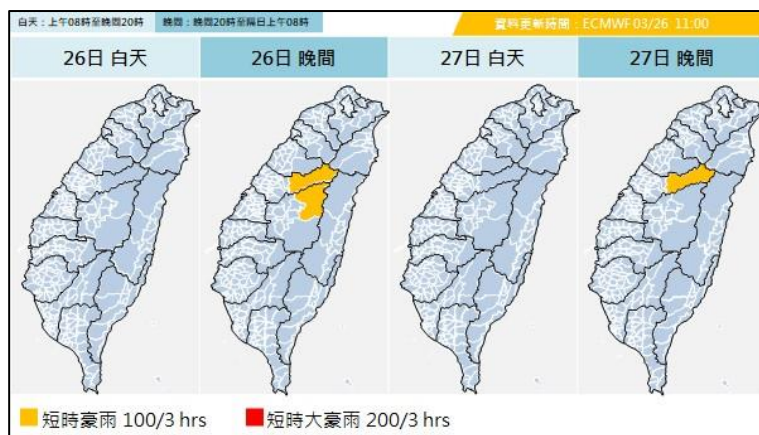 白天：上午08時至晚間20時
晚間：晚間20時至隔日上午08時
資料更新時間：ECMWF 03/26 11:00
26日 白天
26日 晚間
27日 白天
27日 晚間
短時豪雨 100/3 hrs
短時大豪雨 200/3 hrs